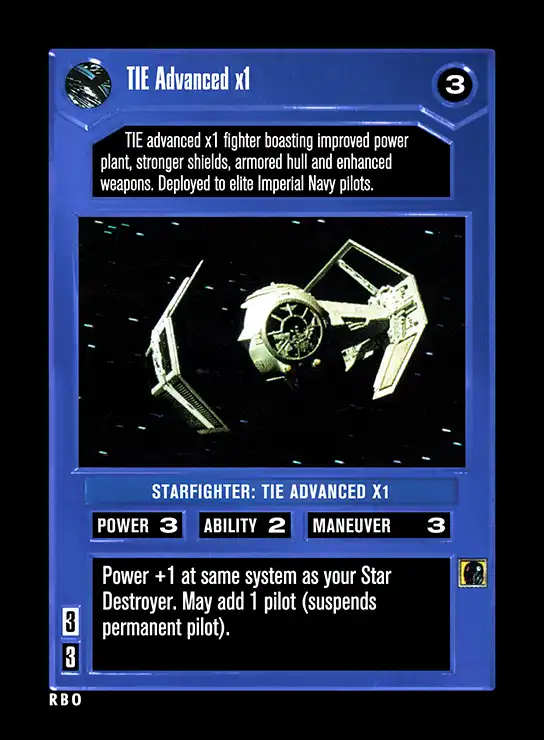 TIE Advanced x1
3
TIE advanced x1 fighter boasting improved power
plant, stronger shields, armored hull and enhanced
weapons. Deployed to elite Imperial Navy pilots.
STARFIGHTER: TIE ADVANCED X1
POWER 3 ABILITY 2 MANEUVER 3
Power +1 at same system as your Star
Destroyer. May add 1 pilot (suspends
permanent pilot).
3
3
RBO